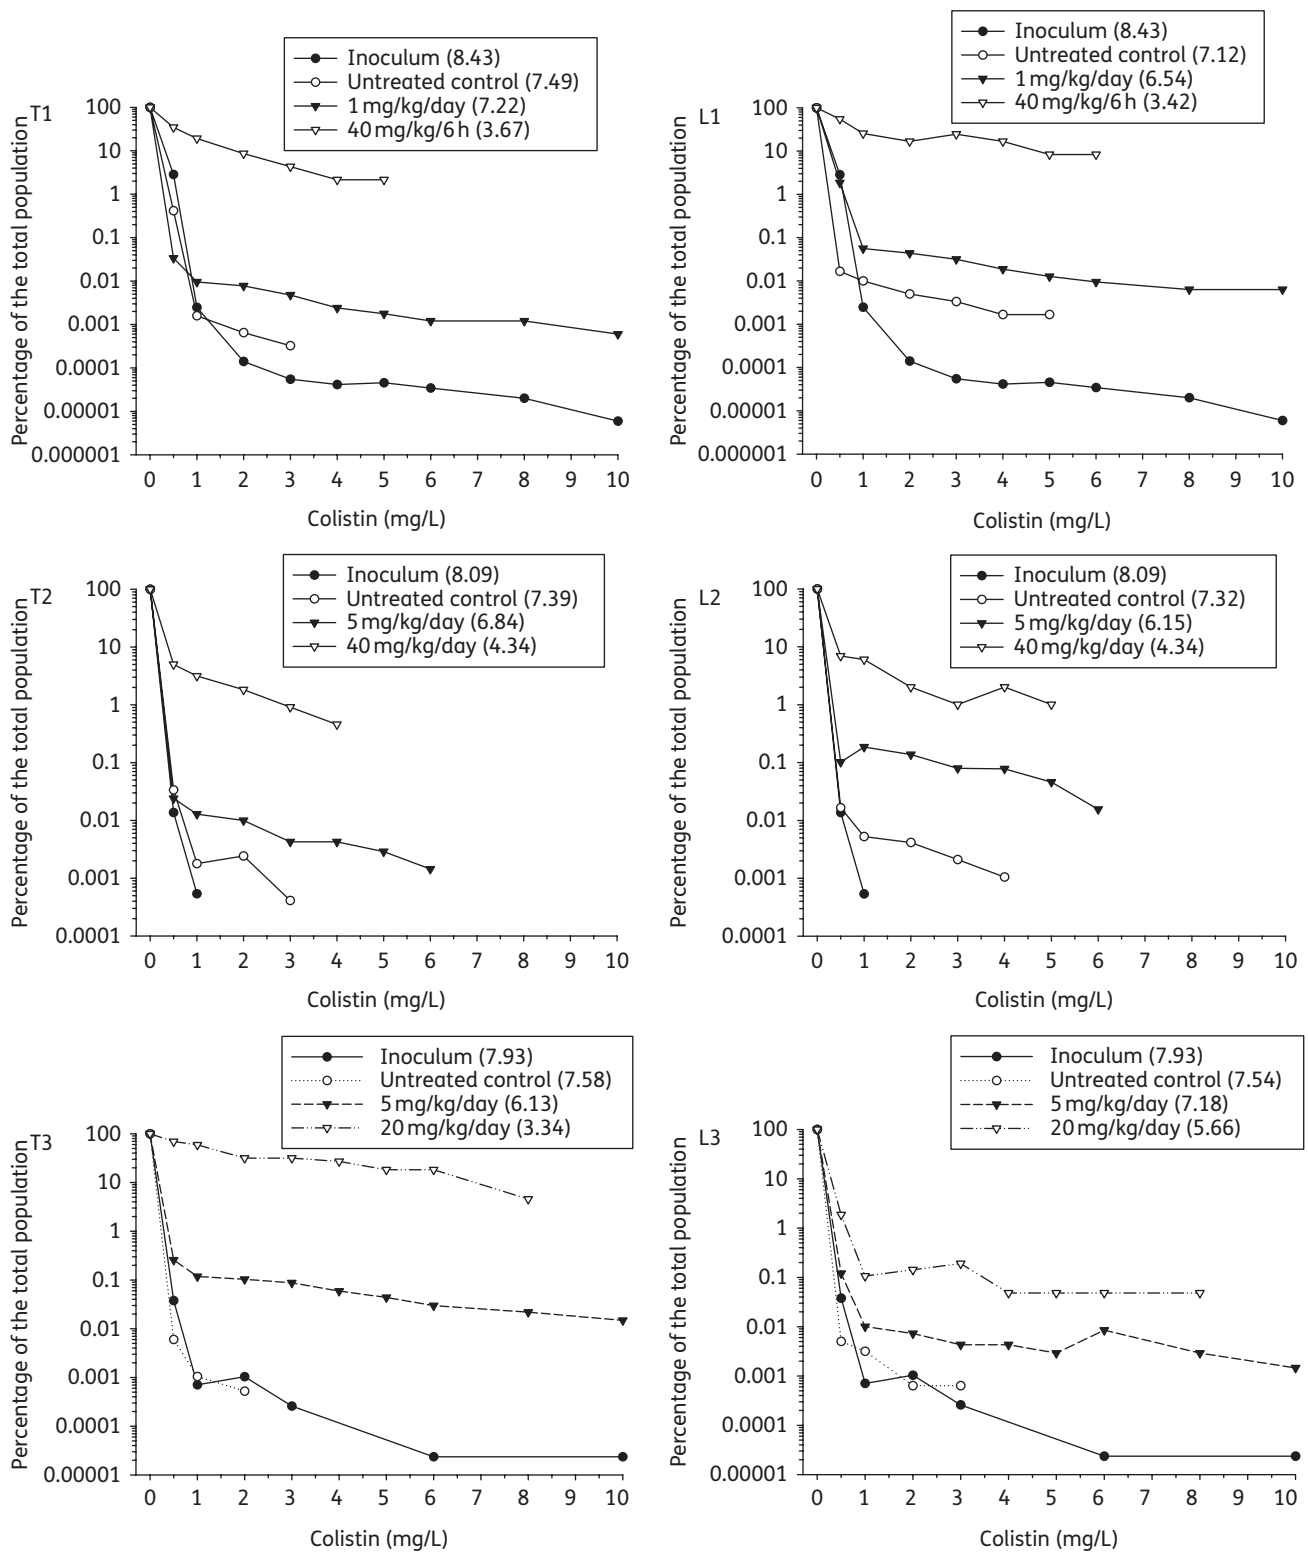 T1
Inoculum (8.43)
Untreated control (7.49)
1 mg/kg/day (7.22)
40 mg/kg/6 h (3.67)
Percentage of the total population
100
10
1
0.1
0.01
0.001
0.0001
0.00001
0.000001
0 1 2 3 4 5 6 7 8 9 10
Colistin (mg/L)
L1
Inoculum (8.43)
Untreated control (7.12)
1 mg/kg/day (6.54)
40 mg/kg/6 h (3.42)
Percentage of the total population
100
10
1
0.1
0.01
0.001
0.0001
0.00001
0.000001
0 1 2 3 4 5 6 7 8 9 10
Colistin (mg/L)
T2
Inoculum (8.09)
Untreated control (7.39)
5 mg/kg/day (6.84)
40 mg/kg/day (4.34)
Percentage of the total population
100
10
1
0.1
0.01
0.001
0.0001
0 1 2 3 4 5 6 7 8 9 10
Colistin (mg/L)
L2
Inoculum (8.09)
Untreated control (7.32)
5 mg/kg/day (6.15)
40 mg/kg/day (4.34)
Percentage of the total population
100
10
1
0.1
0.01
0.001
0.0001
0 1 2 3 4 5 6 7 8 9 10
Colistin (mg/L)
T3
Inoculum (7.93)
Untreated control (7.58)
5 mg/kg/day (6.13)
20 mg/kg/day (3.34)
Percentage of the total population
100
10
1
0.1
0.01
0.001
0.0001
0.00001
0 1 2 3 4 5 6 7 8 9 10
Colistin (mg/L)
L3
Inoculum (7.93)
Untreated control (7.54)
5 mg/kg/day (7.18)
20 mg/kg/day (5.66)
Percentage of the total population
100
10
1
0.1
0.01
0.001
0.0001
0.00001
0 1 2 3 4 5 6 7 8 9 10
Colistin (mg/L)